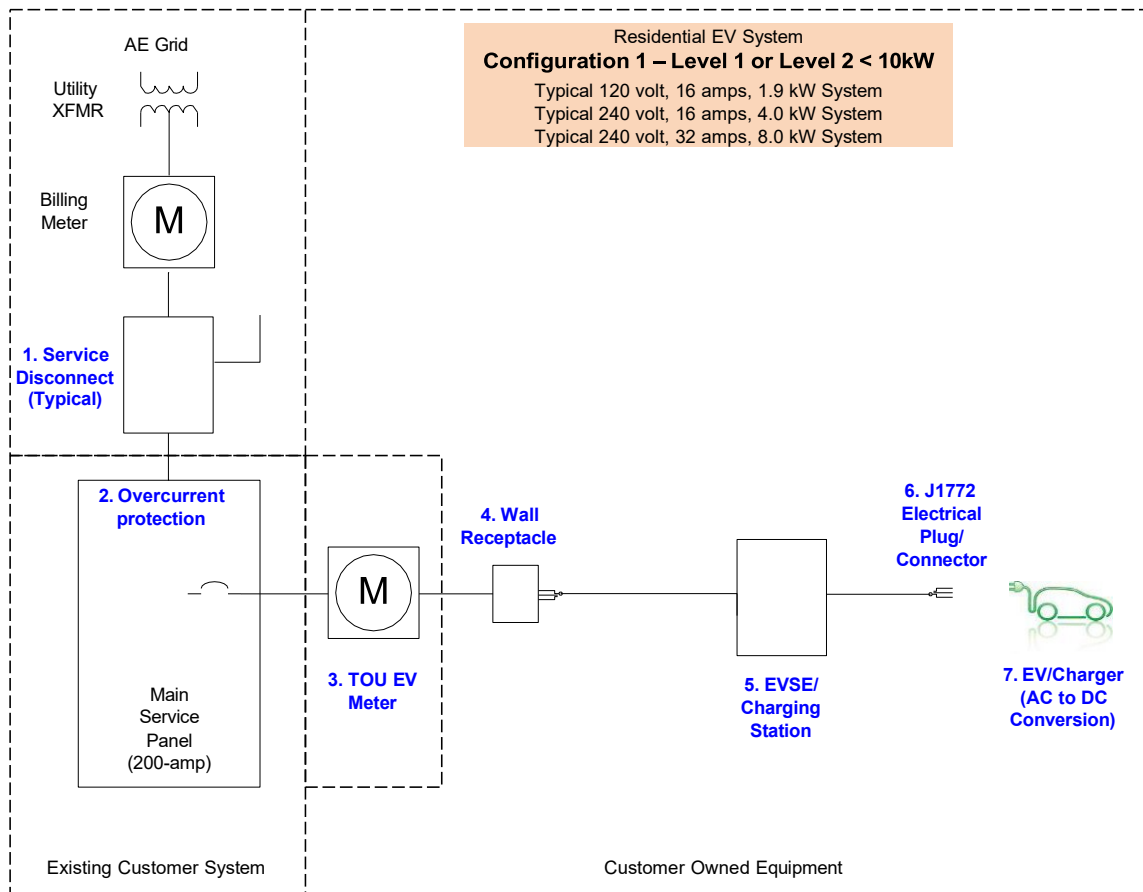 AE Grid
Utility
XFMR
Billing
Meter
M
1. Service
Disconnect
(Typical)
Residential EV System
Configuration 1 – Level 1 or Level 2 < 10kW
Typical 120 volt, 16 amps, 1.9 kW System
Typical 240 volt, 16 amps, 4.0 kW System
Typical 240 volt, 32 amps, 8.0 kW System
2. Overcurrent
protection
Main
Service
Panel
(200-amp)
M
3. TOU EV
Meter
4. Wall
Receptacle
5. EVSE/
Charging
Station
6. J1772
Electrical
Plug/
Connector
7. EV/Charger
(AC to DC
Conversion)
Existing Customer System
Customer Owned Equipment